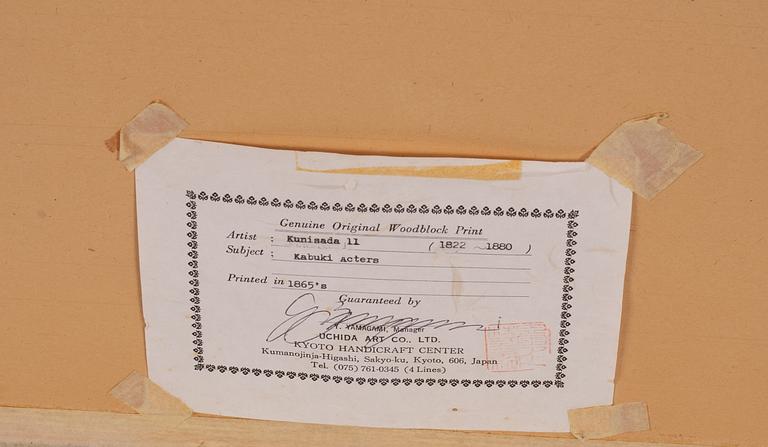 Genuine Original Woodblock Print
Artist : Kunisada 11 ( 1822 ~1880 )
Subject : Kabuki Acters
Printed in 1865's
Guaranteed by
YAMAGAMI, Manager
UCHIDA ART CO., LTD.
KYOTO HANDICRAFT CENTER
Kumanojinja-Higashi, Sakyo-ku, Kyoto, 606, Japan
Tel. (075) 761-0345 (4 Lines)